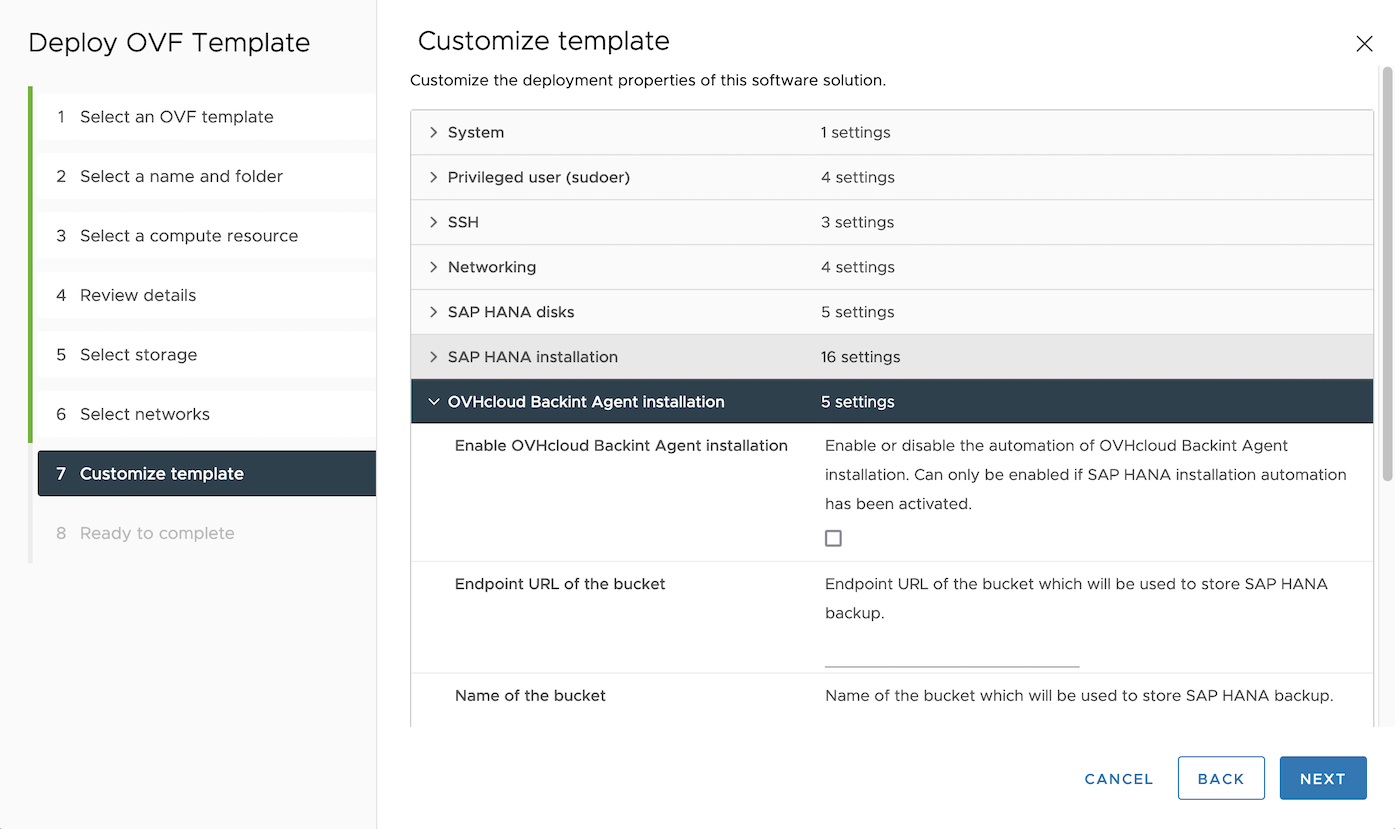 Deploy OVF Template
1 Select an OVF template
2 Select a name and folder
3 Select a compute resource
4 Review details
5 Select storage
6 Select networks
7 Customize template
8 Ready to complete
Customize template
Customize the deployment properties of this software solution.
System 1 settings
Privileged user (sudoer) 4 settings
SSH 3 settings
Networking 4 settings
SAP HANA disks 5 settings
SAP HANA installation 16 settings
OVHcloud Backint Agent installation 5 settings
Enable OVHcloud Backint Agent installation
Enable or disable the automation of OVHcloud Backint Agent
installation. Can only be enabled if SAP HANA installation automation
has been activated.
Endpoint URL of the bucket
Endpoint URL of the bucket which will be used to store SAP HANA
backup.
Name of the bucket
Name of the bucket which will be used to store SAP HANA backup.
CANCEL BACK NEXT